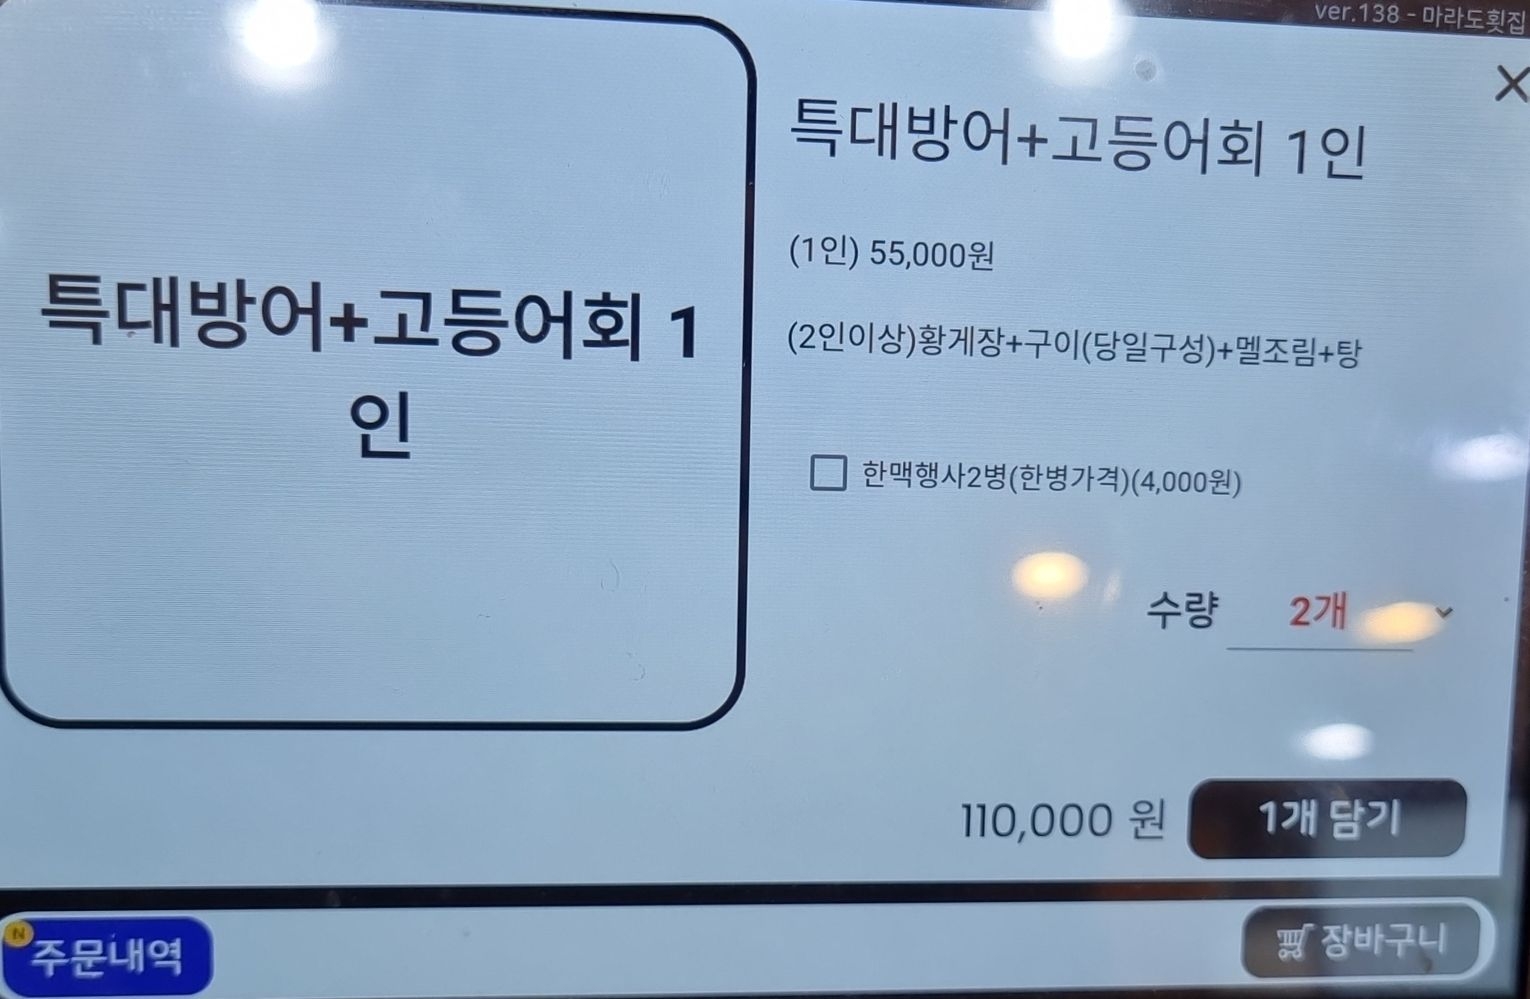 ver.138 - 마라도횟집
특대방어+고등어회 1
인
특대방어+고등어회 1인
(1인) 55,000원
(2인이상)황게장+구이(당일구성)+멜조림+탕
한맥행사2병(한병가격)(4,000원)
수량 2개
110,000 원 1개 담기
N
주문내역
장바구니